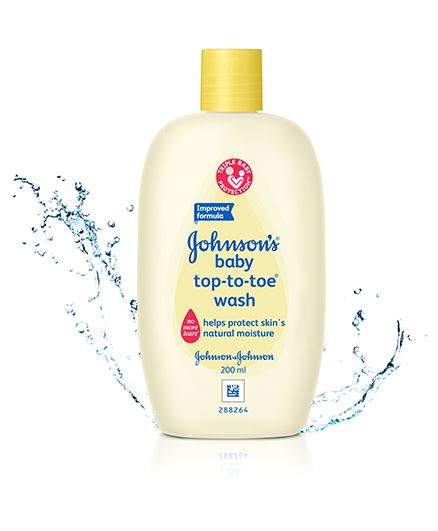 TRIPLE BABY
PROTECTION™
Improved
formula
Johnson's®
baby
top-to-toe®
wash
no
more
tears®
helps protect skin's
natural moisture
Johnson & Johnson
200 ml
288264